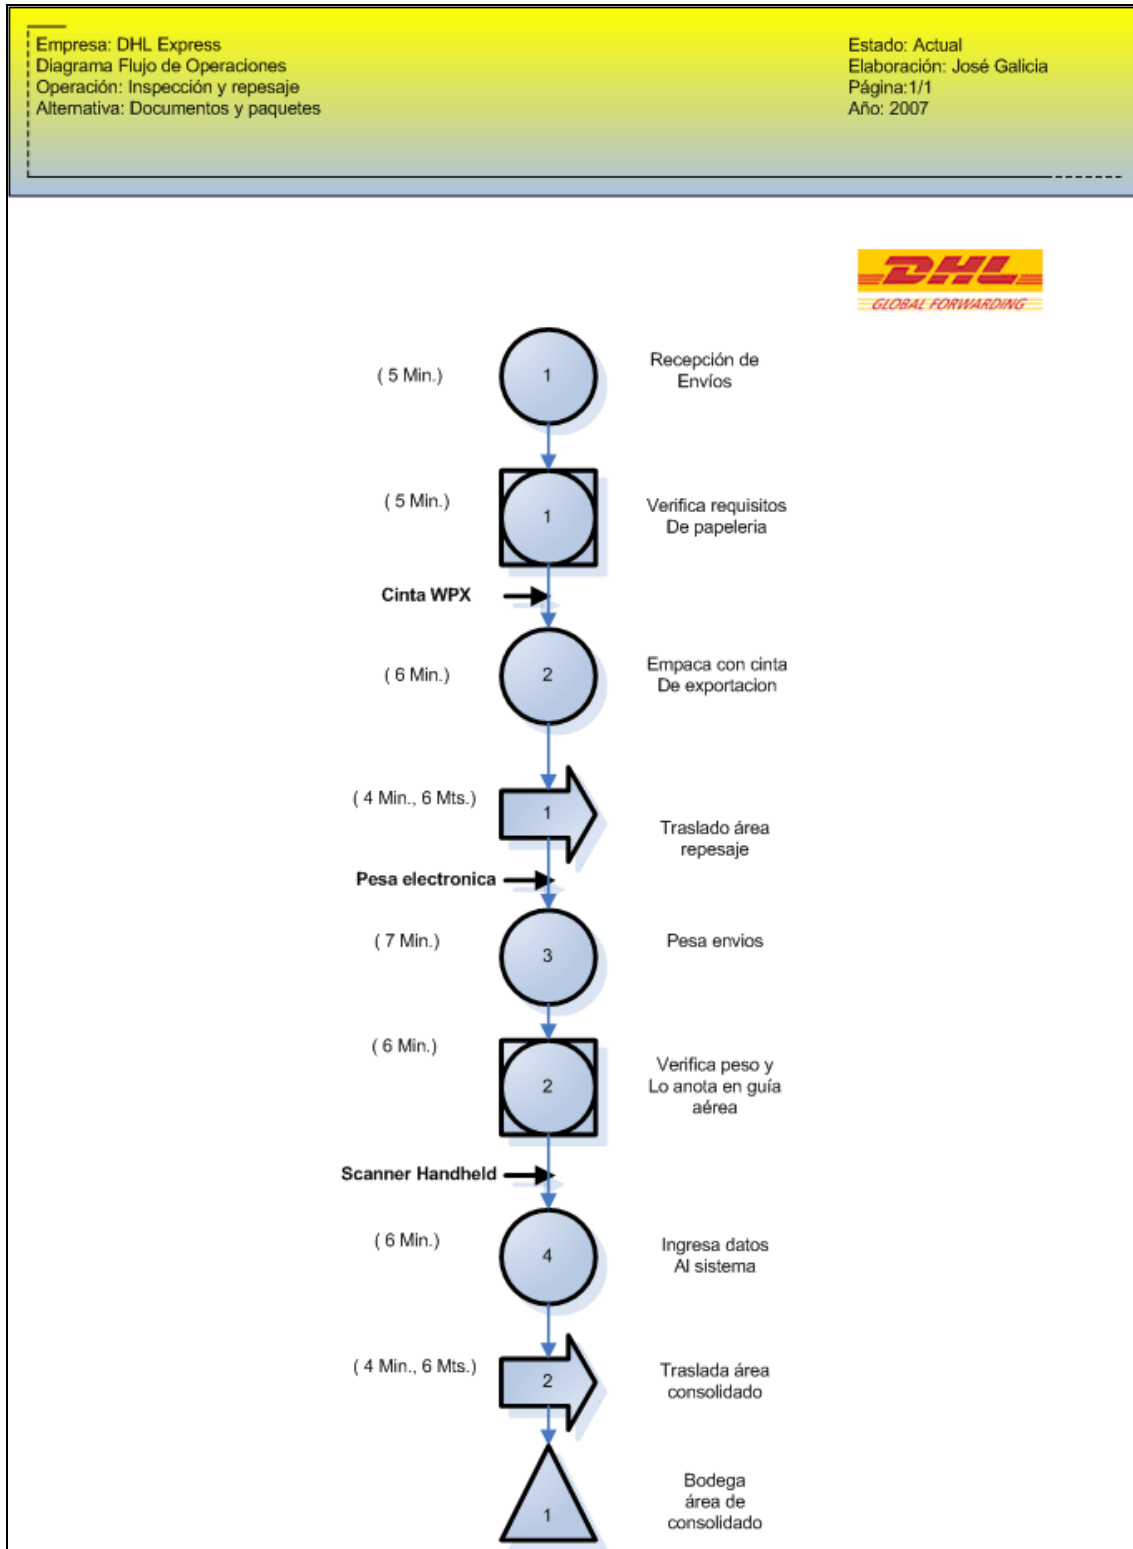 Empresa: DHL Express
Diagrama Flujo de Operaciones
Operación: Inspección y repesaje
Alternativa: Documentos y paquetes
Estado: Actual
Elaboración: José Galicia
Página:1/1
Año: 2007
DHL
GLOBAL FORWARDING
( 5 Min.)
1
Recepción de
Envíos
( 5 Min.)
1
Verifica requisitos
De papeleria
Cinta WPX
( 6 Min.)
2
Empaca con cinta
De exportacion
( 4 Min., 6 Mts.)
1
Traslado área
repesaje
Pesa electronica
( 7 Min.)
3
Pesa envios
( 6 Min.)
2
Verifica peso y
Lo anota en guía
aérea
Scanner Handheld
( 6 Min.)
4
Ingresa datos
Al sistema
( 4 Min., 6 Mts.)
2
Traslada área
consolidado
1
Bodega
área de
consolidado